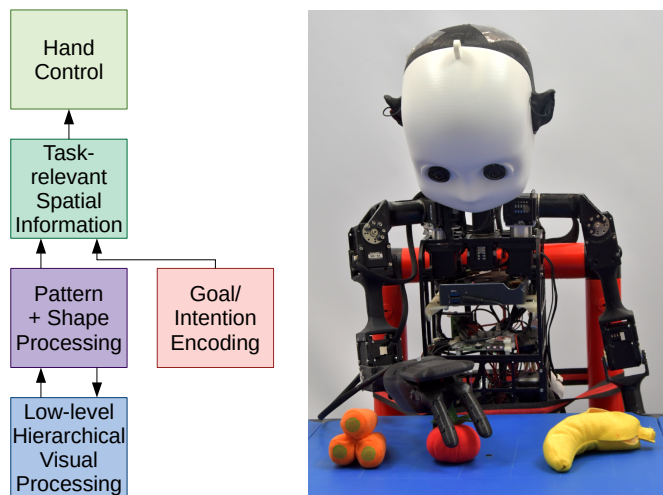 Hand
Control
Task-
relevant
Spatial
Information
Pattern
+ Shape
Processing
Goal/
Intention
Encoding
Low-level
Hierarchical
Visual
Processing